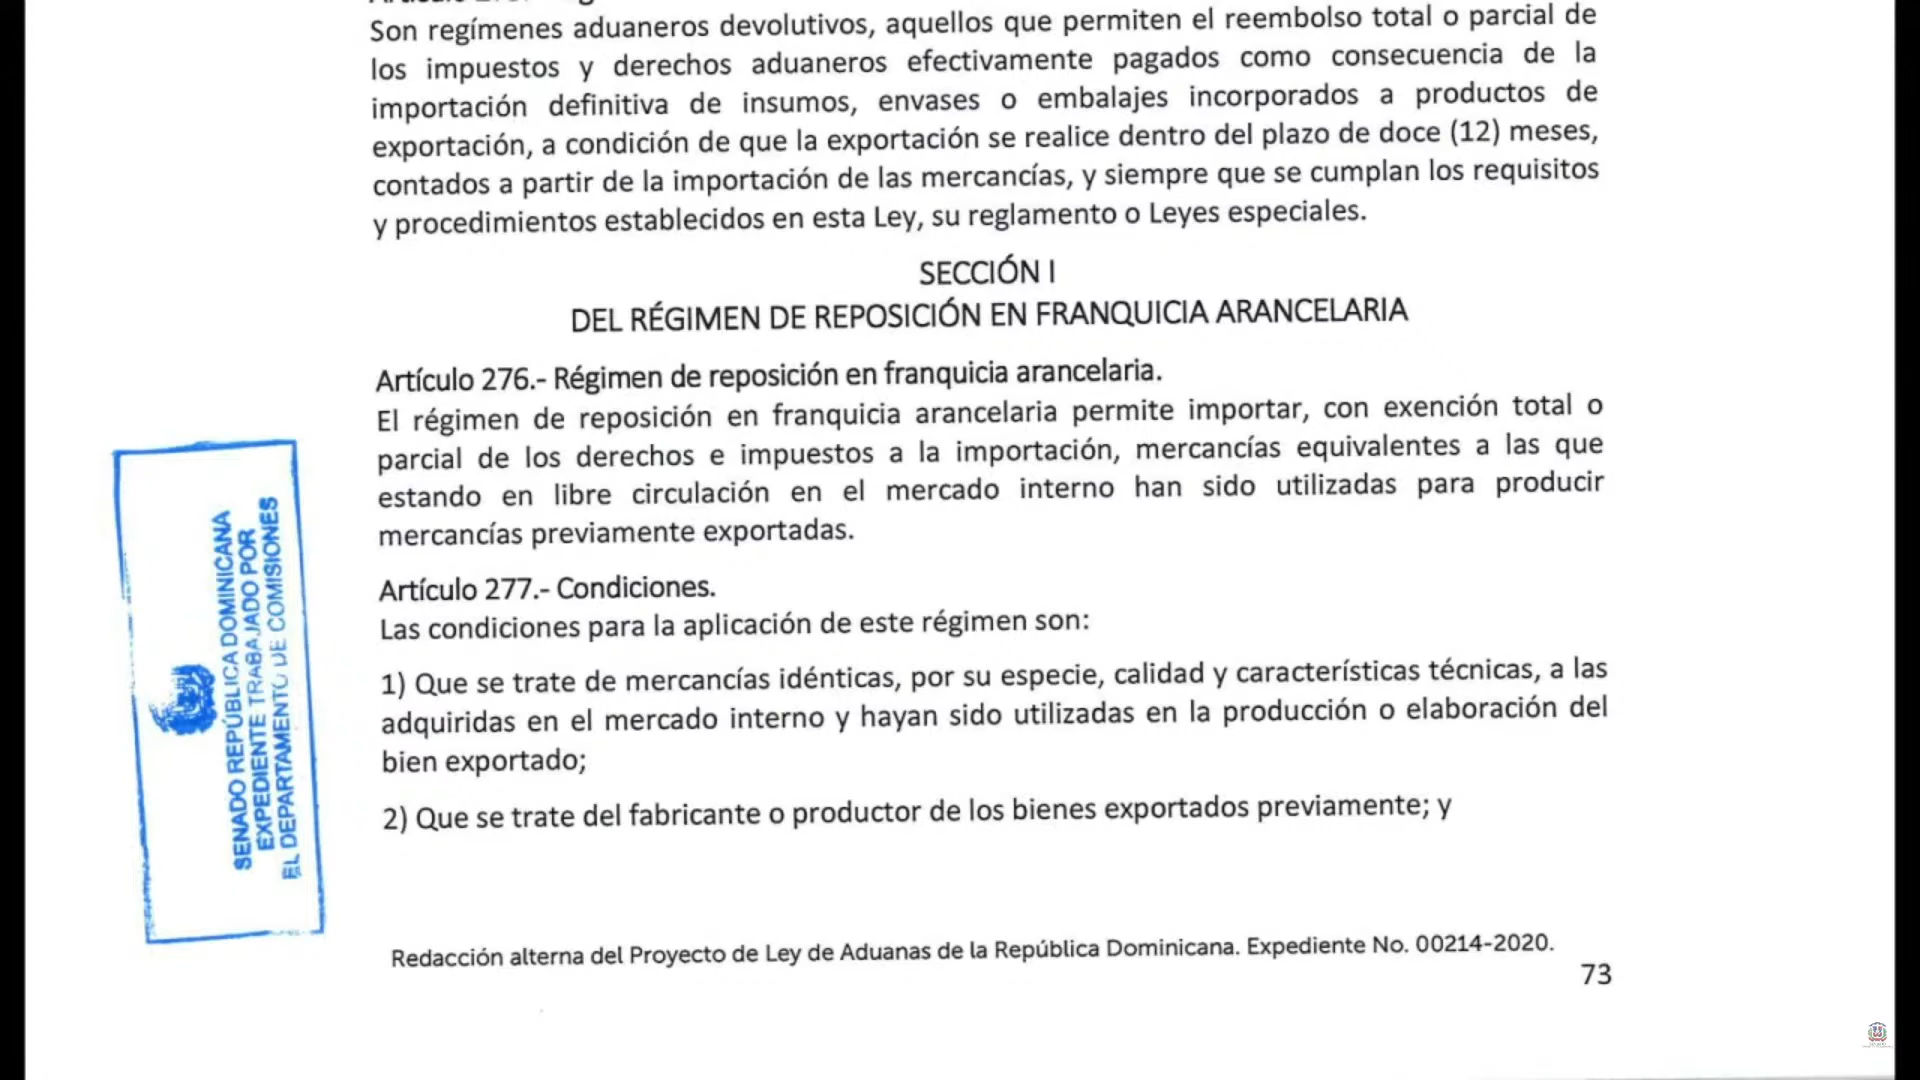 Son regímenes aduaneros devolutivos, aquellos que permiten el reembolso total o parcial de
los impuestos y derechos aduaneros efectivamente pagados como consecuencia de la
importación definitiva de insumos, envases o embalajes incorporados a productos de
exportación, a condición de que la exportación se realice dentro del plazo de doce (12) meses,
contados a partir de la importación de las mercancías, y siempre que se cumplan los requisitos
y procedimientos establecidos en esta Ley, su reglamento o Leyes especiales.
SECCIÓN I
DEL RÉGIMEN DE REPOSICIÓN EN FRANQUICIA ARANCELARIA
Artículo 276.- Régimen de reposición en franquicia arancelaria.
El régimen de reposición en franquicia arancelaria permite importar, con exención total o
parcial de los derechos e impuestos a la importación, mercancías equivalentes a las que
estando en libre circulación en el mercado interno han sido utilizadas para producir
mercancías previamente exportadas.
Artículo 277.- Condiciones.
Las condiciones para la aplicación de este régimen son:
1) Que se trate de mercancías idénticas, por su especie, calidad y características técnicas, a las
adquiridas en el mercado interno y hayan sido utilizadas en la producción o elaboración del
bien exportado;
2) Que se trate del fabricante o productor de los bienes exportados previamente; y
SENADO REPÚBLICA DOMINICANA
EXPEDIENTE TRABAJADO POR
EL DEPARTAMENTO DE COMISIONES
Redacción alterna del Proyecto de Ley de Aduanas de la República Dominicana. Expediente No. 00214-2020.
73